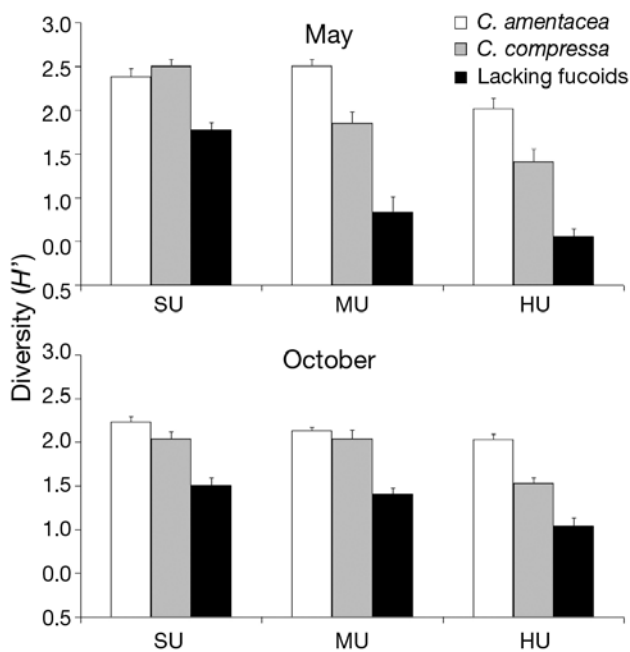 May
C. amentacea
C. compressa
Lacking fucoids
Diversity (H')
3.0
2.5
2.0
1.5
1.0
0.0
0.5
SU MU HU
October
3.0
2.5
2.0
1.5
1.0
0.0
0.5
SU MU HU